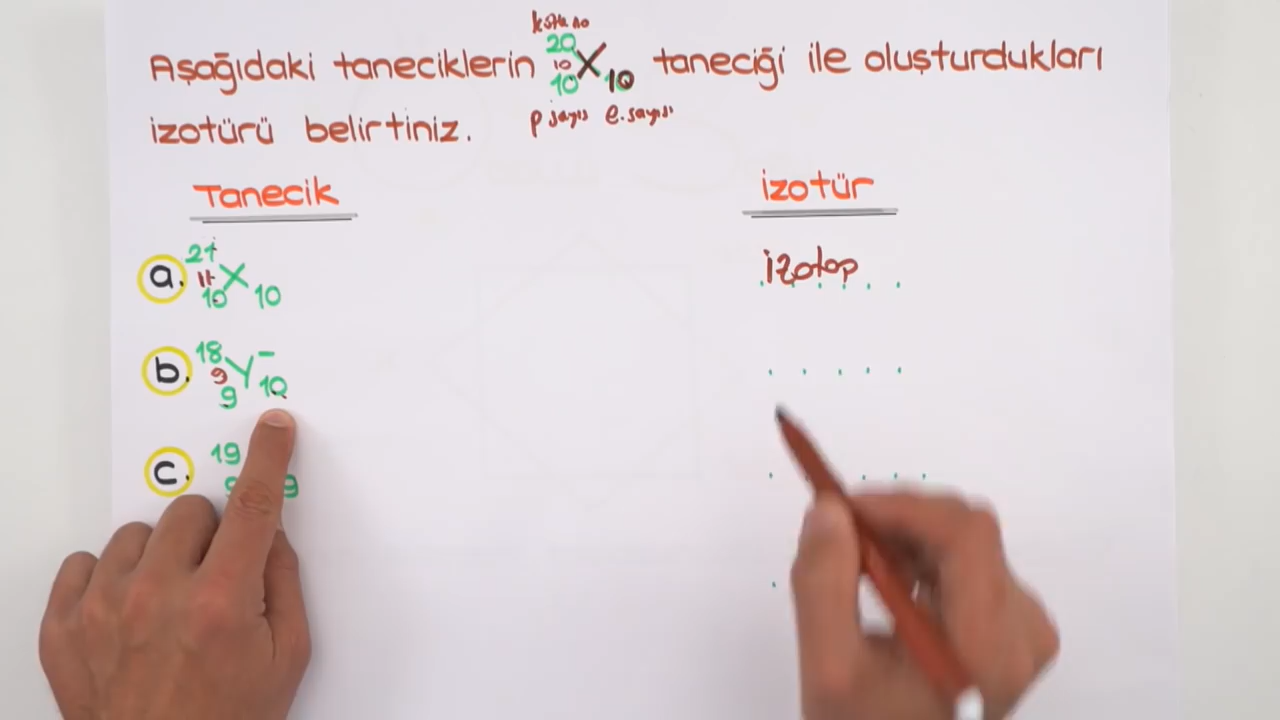 kütle no
Aşağıdaki taneciklerin 20 10 10 X 10 taneciği ile oluşturdukları
p sayısı e. sayısı
izotürü belirtiniz.
Tanecik İzotür
a. 21 11 10 X 10 İzotop
b. 18 9 9 Y - 10
c. 19